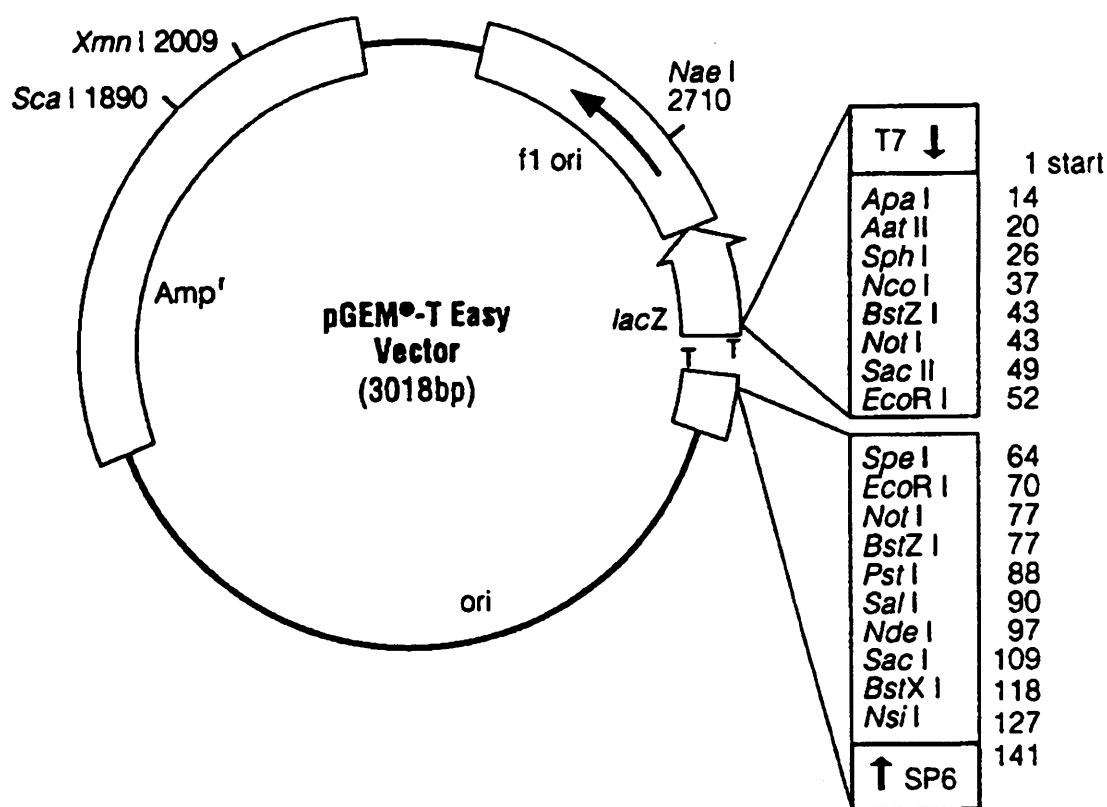 Xmn I 2009
Sca I 1890
Nae I
2710
f1 ori
Ampʳ
pGEM®-T Easy
Vector
(3018bp)
lacZ
T T
ori
T7 ↓
1 start
Apa I 14
Aat II 20
Sph I 26
Nco I 37
BstZ I 43
Not I 43
Sac II 49
EcoR I 52
Spe I 64
EcoR I 70
Not I 77
BstZ I 77
Pst I 88
Sal I 90
Nde I 97
Sac I 109
BstX I 118
Nsi I 127
141
↑ SP6